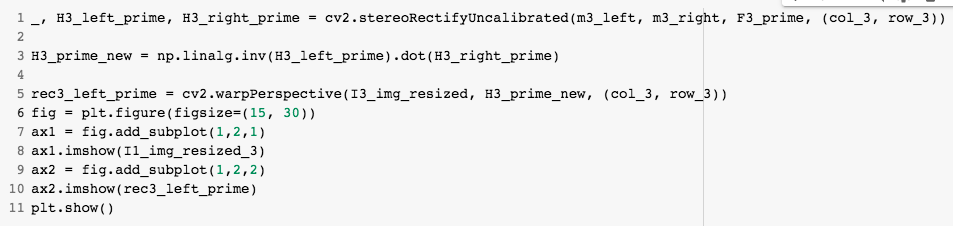 1 _, H3_left_prime, H3_right_prime = cv2.stereoRectifyUncalibrated(m3_left, m3_right, F3_prime, (col_3, row_3))
2
3 H3_prime_new = np.linalg.inv(H3_left_prime).dot(H3_right_prime)
4
5 rec3_left_prime = cv2.warpPerspective(I3_img_resized, H3_prime_new, (col_3, row_3))
6 fig = plt.figure(figsize=(15, 30))
7 ax1 = fig.add_subplot(1,2,1)
8 ax1.imshow(I1_img_resized_3)
9 ax2 = fig.add_subplot(1,2,2)
10 ax2.imshow(rec3_left_prime)
11 plt.show()